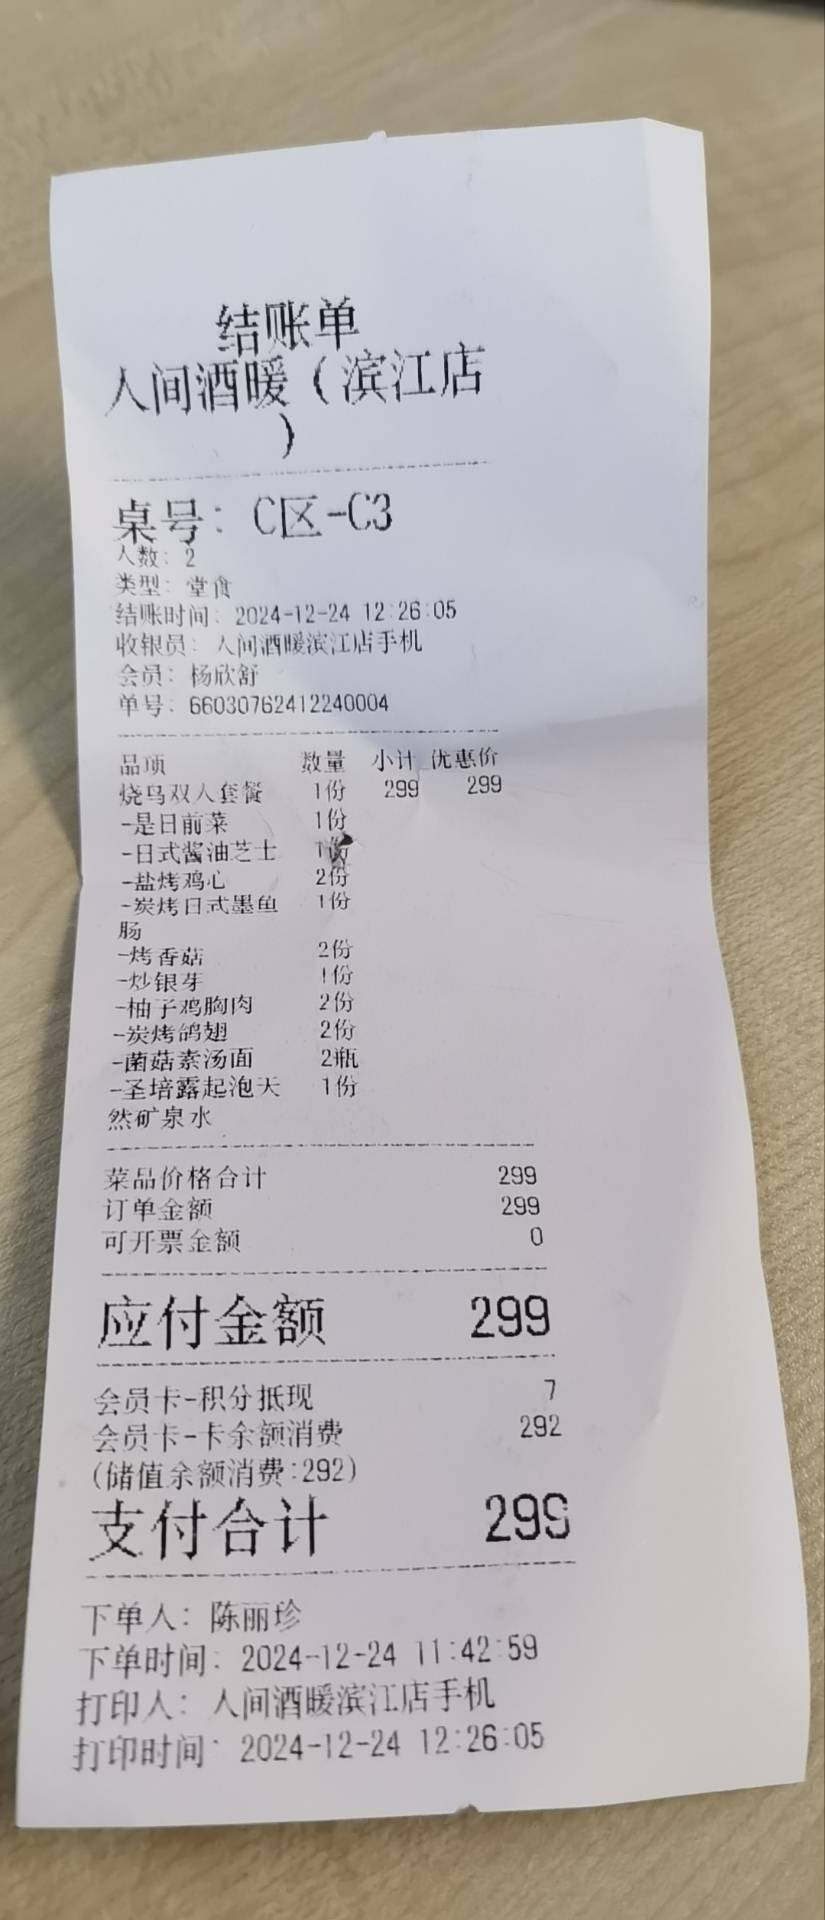 结账单
人间酒暖（滨江店
）
桌号：C区-C3
人数：2
类型：堂食
结账时间：2024-12-24 12:26:05
收银员：人间酒暖滨江店手机
会员：杨欣舒
单号：66030762412240004
品项 数量 小计 优惠价
烧鸟双人套餐 1份 299 299
-是日前菜 1份
-日式酱油芝士 1份
-盐烤鸡心 2份
-炭烤日式墨鱼 1份
肠
-烤香菇 2份
-炒银芽 1份
-柚子鸡胸肉 2份
-炭烤鸽翅 2份
-菌菇素汤面 2瓶
-圣培露起泡天 1份
然矿泉水
菜品价格合计 299
订单金额 299
可开票金额 0
应付金额 299
会员卡-积分抵现 7
会员卡-卡余额消费 292
(储值余额消费:292)
支付合计 299
下单人：陈丽珍
下单时间：2024-12-24 11:42:59
打印人：人间酒暖滨江店手机
打印时间：2024-12-24 12:26:05